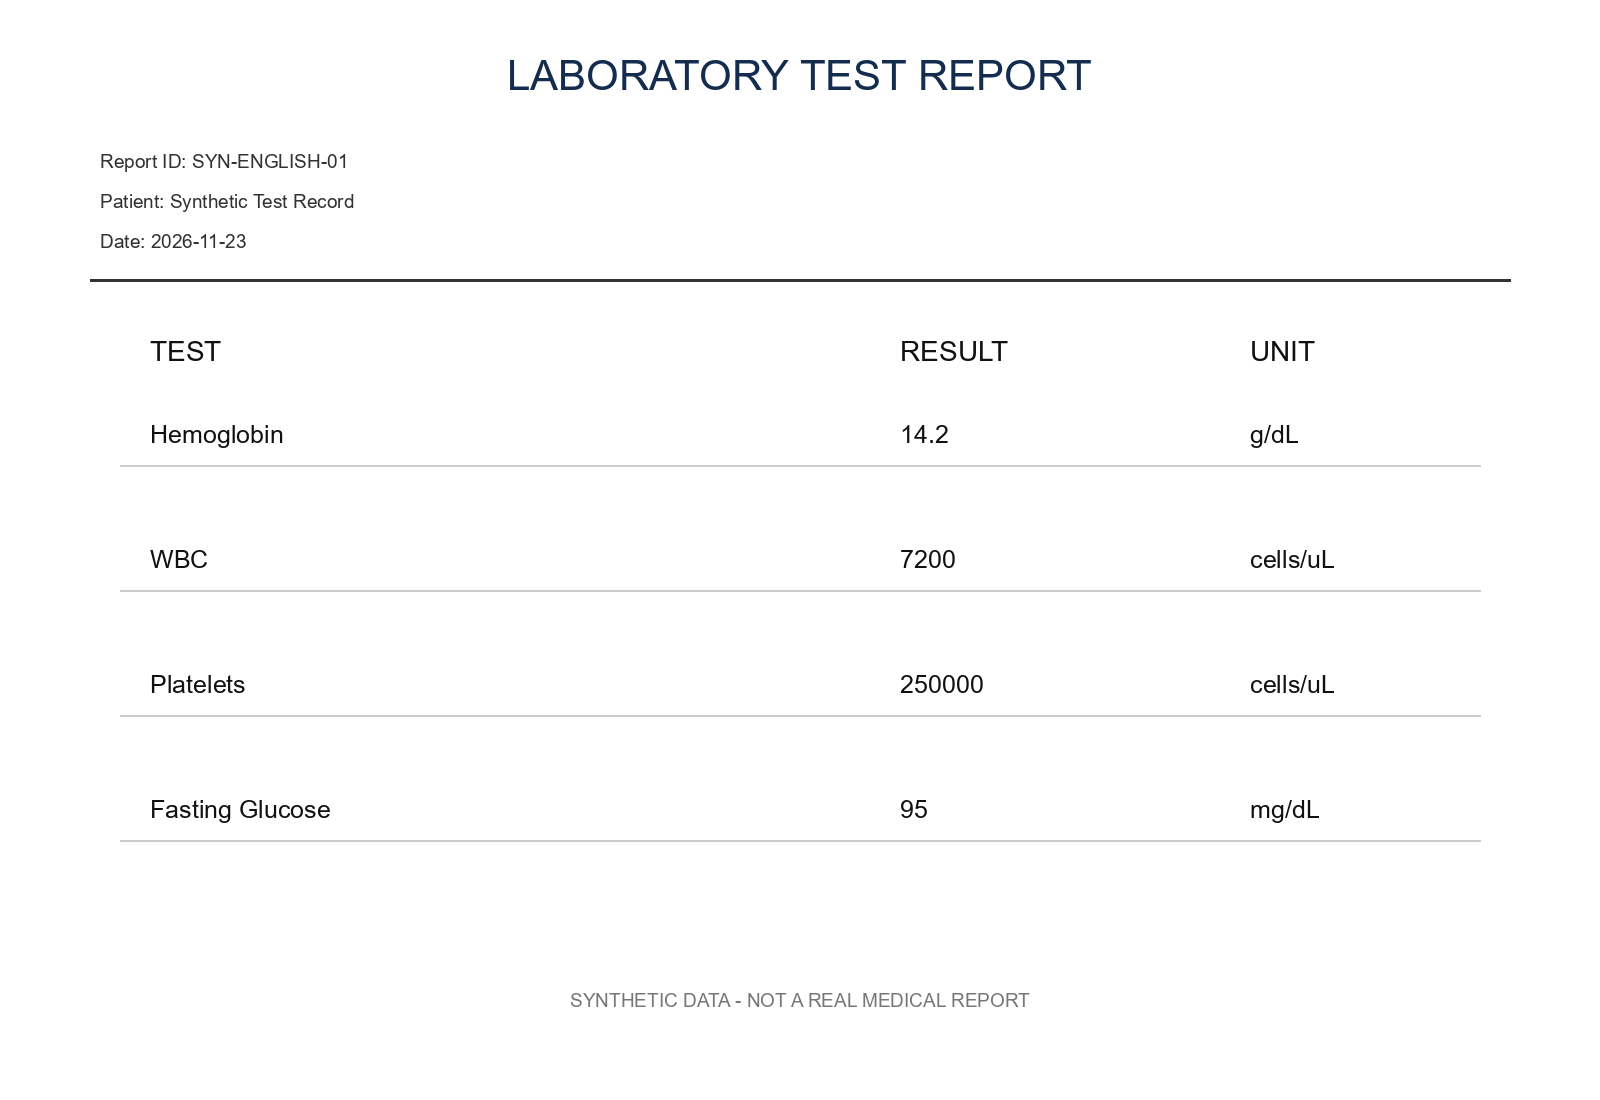 LABORATORY TEST REPORT
Report ID: SYN-ENGLISH-01
Patient: Synthetic Test Record
Date: 2026-11-23
TEST RESULT UNIT
Hemoglobin 14.2 g/dL
WBC 7200 cells/uL
Platelets 250000 cells/uL
Fasting Glucose 95 mg/dL
SYNTHETIC DATA - NOT A REAL MEDICAL REPORT